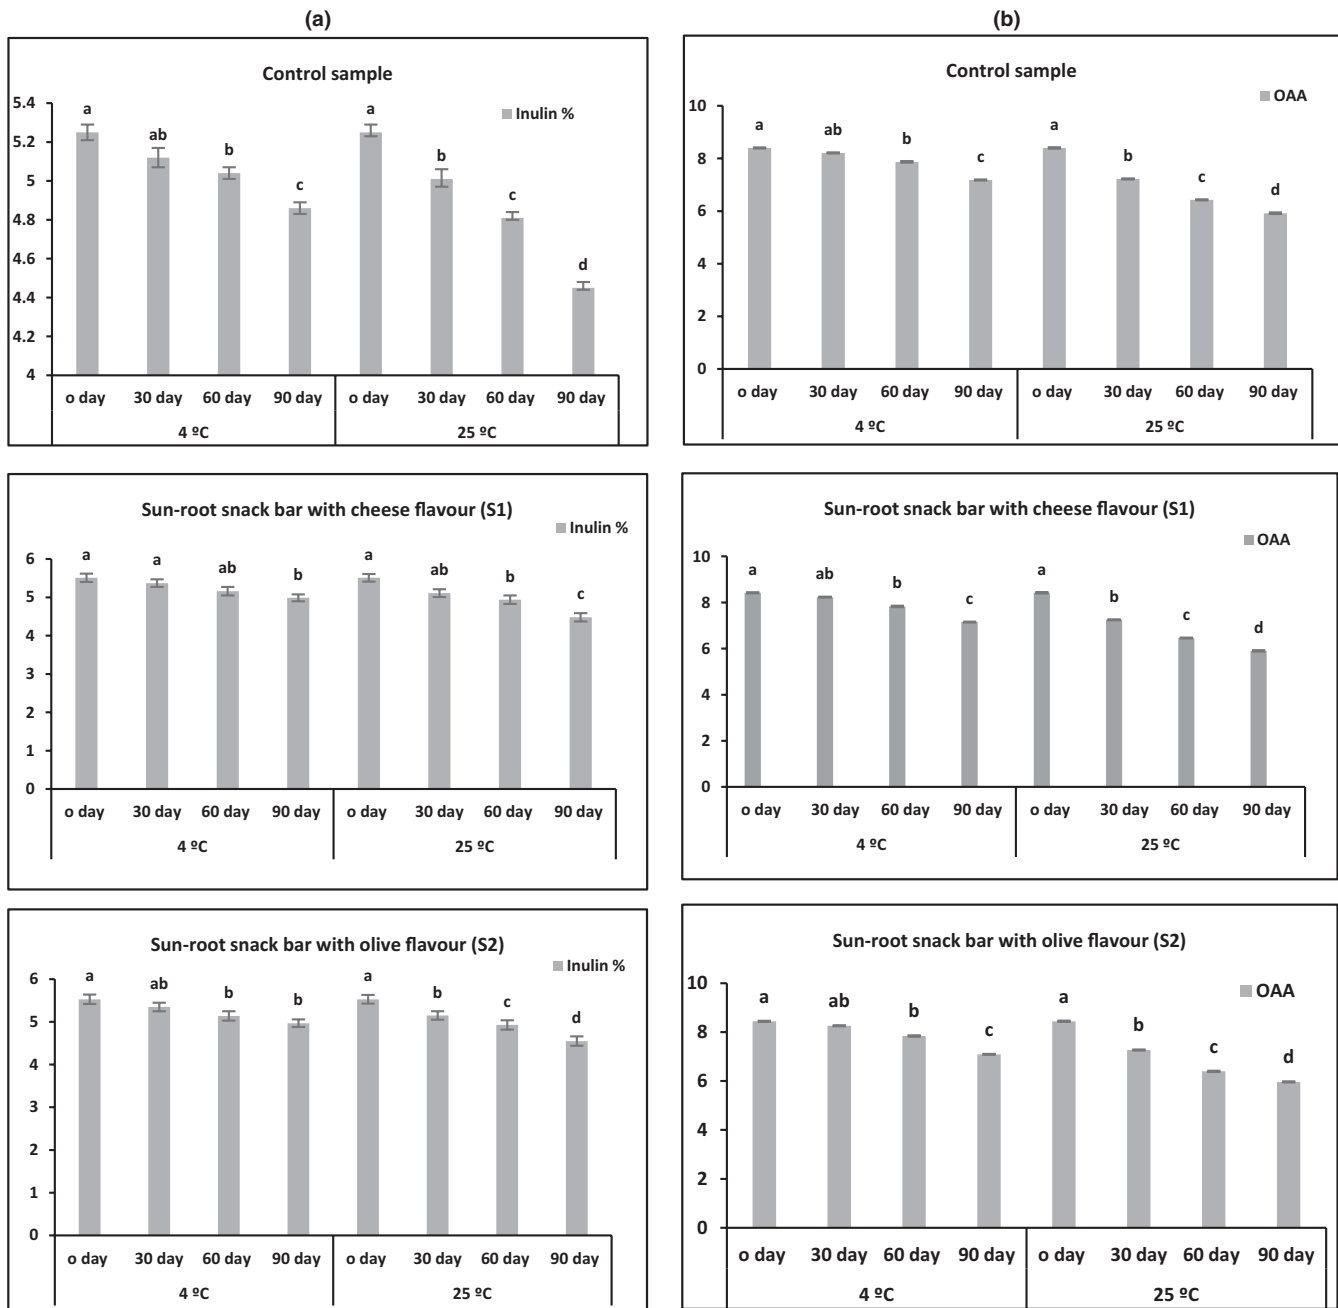 (a)
Control sample
Inulin %
5.4
5.2
5
4.8
4.6
4.4
4.2
4
a
ab
b
c
a
b
c
d
o day 30 day 60 day 90 day o day 30 day 60 day 90 day
4 ºC 25 ºC
Sun-root snack bar with cheese flavour (S1)
Inulin %
6
5
4
3
2
1
0
a
a
ab
b
a
ab
b
c
o day 30 day 60 day 90 day o day 30 day 60 day 90 day
4 ºC 25 ºC
Sun-root snack bar with olive flavour (S2)
Inulin %
6
5
4
3
2
1
0
a
ab
b
b
a
b
c
d
o day 30 day 60 day 90 day o day 30 day 60 day 90 day
4 ºC 25 ºC
(b)
Control sample
OAA
10
8
6
4
2
0
a
ab
b
c
a
b
c
d
o day 30 day 60 day 90 day o day 30 day 60 day 90 day
4 ºC 25 ºC
Sun-root snack bar with cheese flavour (S1)
OAA
10
8
6
4
2
0
a
ab
b
c
a
b
c
d
o day 30 day 60 day 90 day o day 30 day 60 day 90 day
4 ºC 25 ºC
Sun-root snack bar with olive flavour (S2)
OAA
10
8
6
4
2
0
a
ab
b
c
a
b
c
d
o day 30 day 60 day 90 day o day 30 day 60 day 90 day
4 ºC 25 ºC